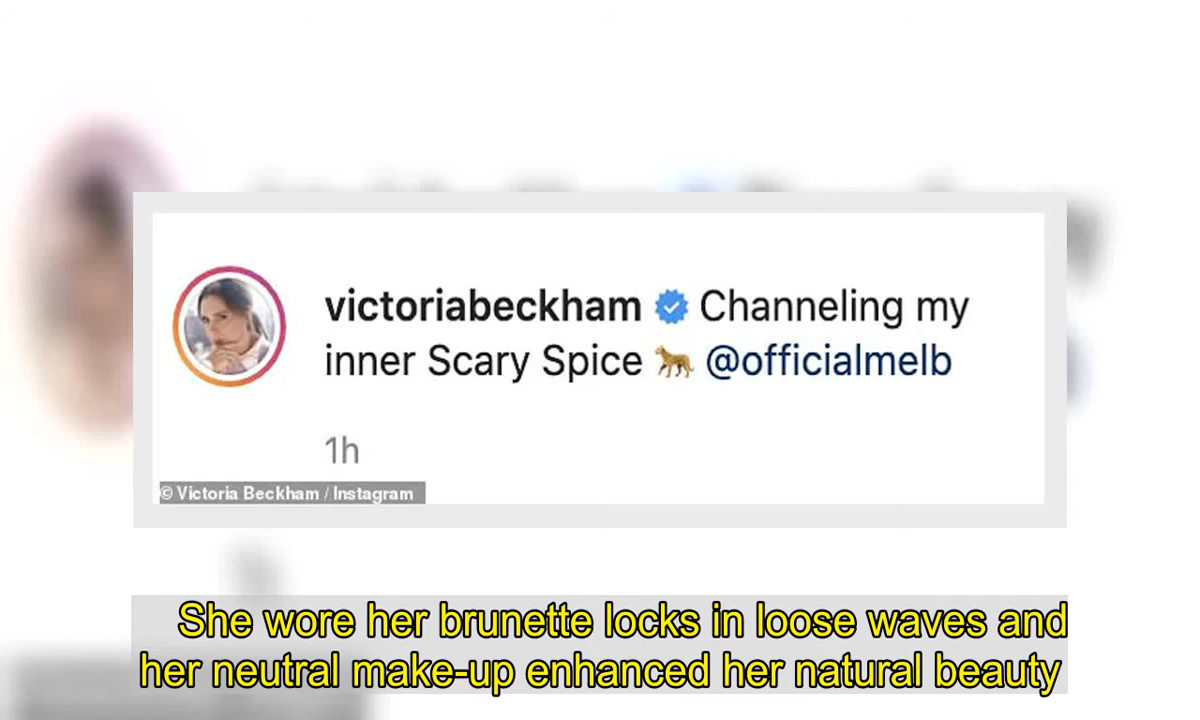 victoriabeckham Channeling my
inner Scary Spice 🐆 @officialmelb
1h
© Victoria Beckham / Instagram
She wore her brunette locks in loose waves and
her neutral make-up enhanced her natural beauty